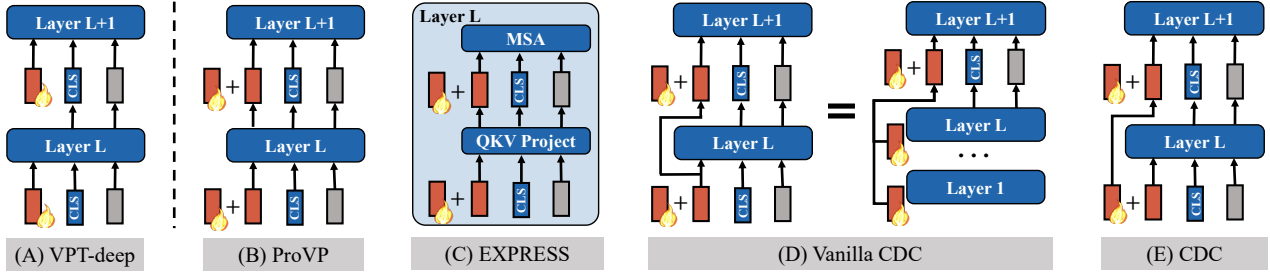 Layer L+1
CLS
Layer L
CLS
(A) VPT-deep
Layer L+1
+
CLS
Layer L
+
CLS
(B) ProVP
Layer L
MSA
+
CLS
QKV Project
+
CLS
(C) EXPRESS
Layer L+1
+
CLS
Layer L
+
CLS
=
Layer L+1
+
CLS
Layer L
...
Layer 1
(D) Vanilla CDC
Layer L+1
+
CLS
Layer L
+
CLS
(E) CDC